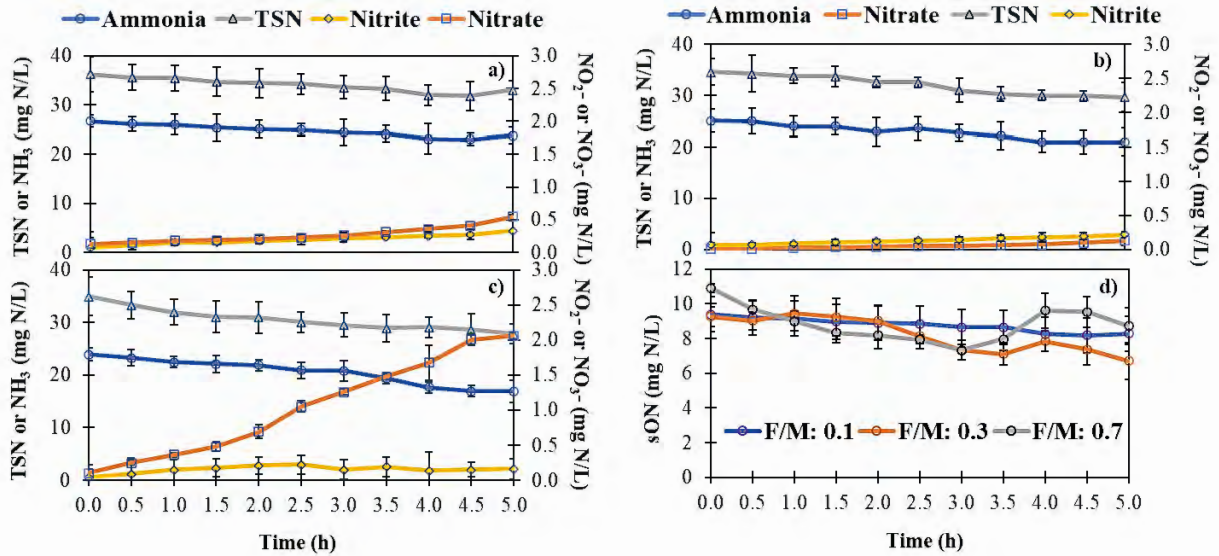 Ammonia Nitrate TSN Nitrite
a)
TSN or NH3 (mg N/L)
40
30
20
10
0
NO2- or NO3- (mg N/L)
3.0
2.5
2.0
1.5
1.0
0.5
0.0
Ammonia Nitrate TSN Nitrite
b)
TSN or NH3 (mg N/L)
40
30
20
10
0
NO2- or NO3- (mg N/L)
3.0
2.5
2.0
1.5
1.0
0.5
0.0
c)
TSN or NH3 (mg N/L)
40
30
20
10
0
NO2- or NO3- (mg N/L)
3.0
2.5
2.0
1.5
1.0
0.5
0.0
0.0 0.5 1.0 1.5 2.0 2.5 3.0 3.5 4.0 4.5 5.0
Time (h)
d)
sON (mg N/L)
12
10
8
6
4
2
0
F/M: 0.1 F/M: 0.3 F/M: 0.7
0.0 0.5 1.0 1.5 2.0 2.5 3.0 3.5 4.0 4.5 5.0
Time (h)